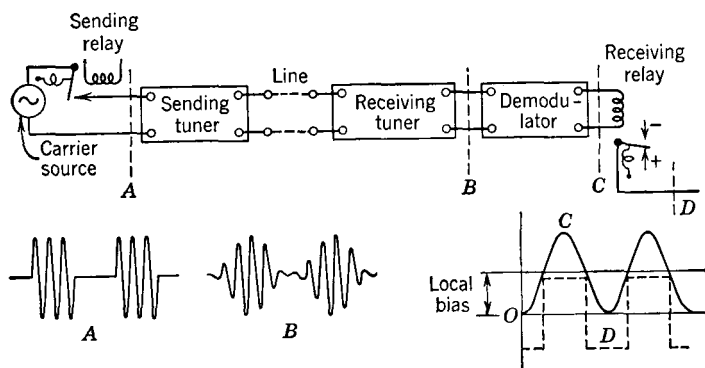 Sending
relay
Line
Receiving
relay
Sending
tuner
Receiving
tuner
Demodu-
lator
Carrier
source
A
B
C
- 
+
D
C
Local
bias
O
A
B
D